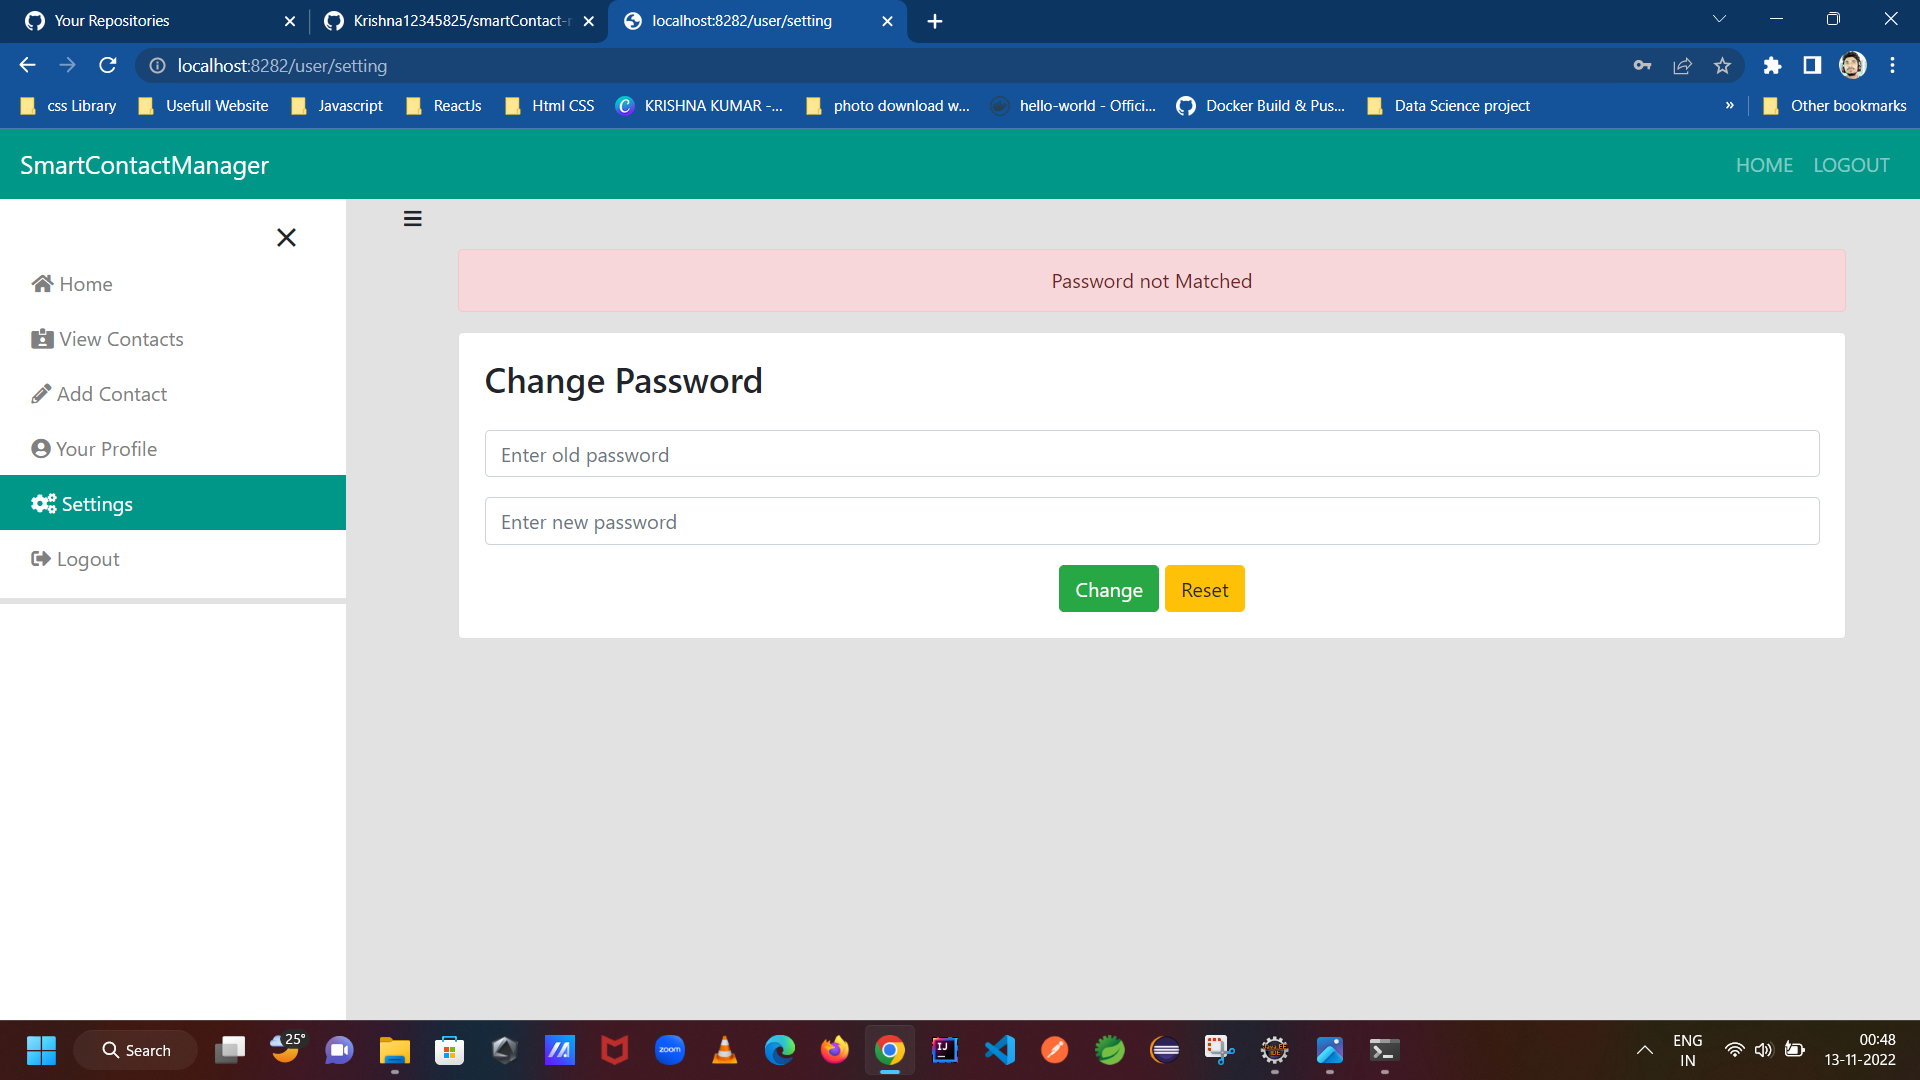 Your Repositories
Krishna12345825/smartContact-
localhost:8282/user/setting
localhost:8282/user/setting
css Library
Usefull Website
Javascript
ReactJs
Html CSS
KRISHNA KUMAR -...
photo download w...
hello-world - Offici...
Docker Build & Pus...
Data Science project
»
Other bookmarks
SmartContactManager
HOME
LOGOUT
Home
View Contacts
Add Contact
Your Profile
Settings
Logout
Password not Matched
Change Password
Enter old password
Enter new password
Change
Reset
Search
25°
zoom
IJ
ENG
IN
00:48
13-11-2022